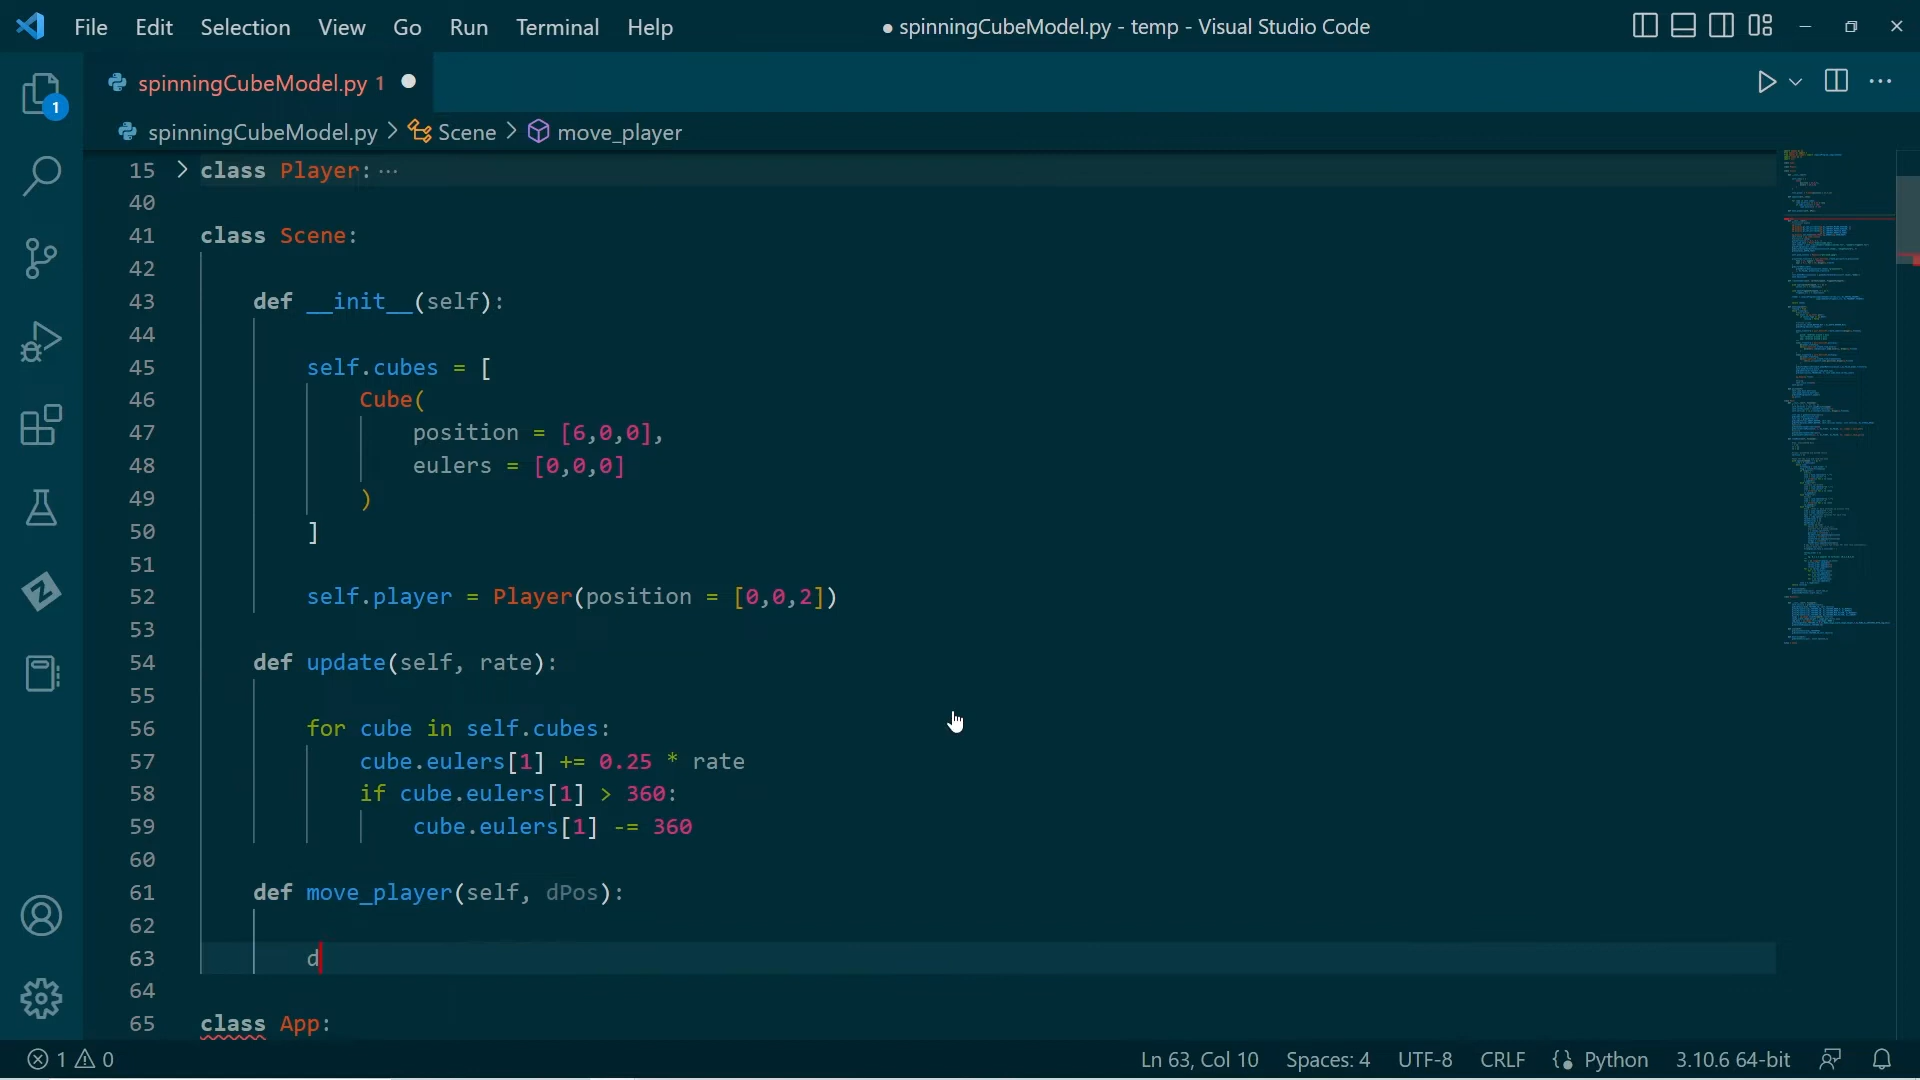 File Edit Selection View Go Run Terminal Help ● spinningCubeModel.py - temp - Visual Studio Code
spinningCubeModel.py 1
1
spinningCubeModel.py > Scene > move_player
15 class Player: ...
40
41 class Scene:
42
43 def __init__(self):
44
45 self.cubes = [
46 Cube(
47 position = [6,0,0],
48 eulers = [0,0,0]
49 )
50 ]
51
52 self.player = Player(position = [0,0,2])
53
54 def update(self, rate):
55
56 for cube in self.cubes:
57 cube.eulers[1] += 0.25 * rate
58 if cube.eulers[1] > 360:
59 cube.eulers[1] -= 360
60
61 def move_player(self, dPos):
62
63 d
64
65 class App:
1 0 Ln 63, Col 10 Spaces: 4 UTF-8 CRLF Python 3.10.6 64-bit